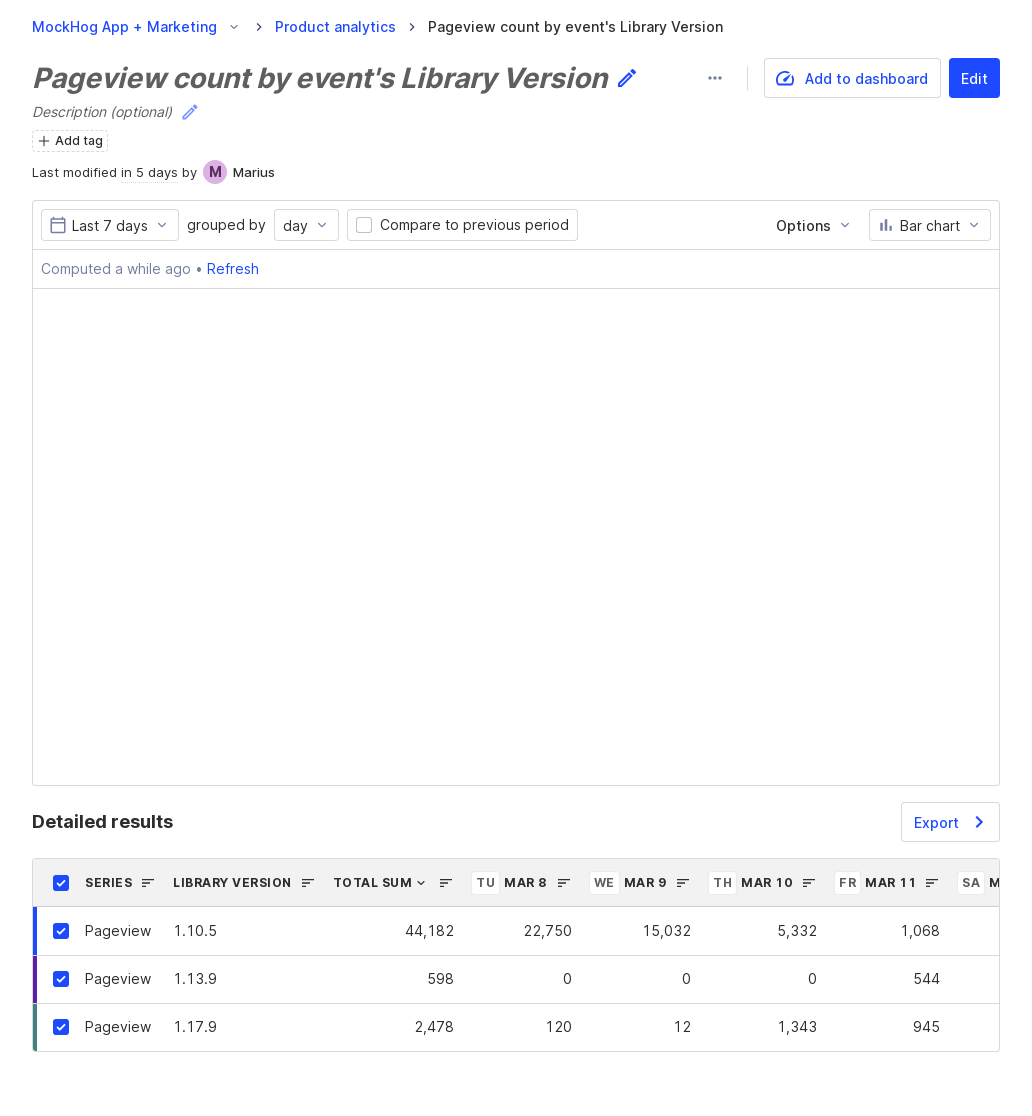 MockHog App + Marketing Product analytics Pageview count by event's Library Version
Pageview count by event's Library Version
Add to dashboard
Edit
Description (optional)
Add tag
Last modified in 5 days by M Marius
Last 7 days grouped by day Compare to previous period Options Bar chart
Computed a while ago • Refresh
Detailed results
Export
SERIES LIBRARY VERSION TOTAL SUM TU MAR 8 WE MAR 9 TH MAR 10 FR MAR 11 SA
Pageview 1.10.5 44,182 22,750 15,032 5,332 1,068
Pageview 1.13.9 598 0 0 0 544
Pageview 1.17.9 2,478 120 12 1,343 945